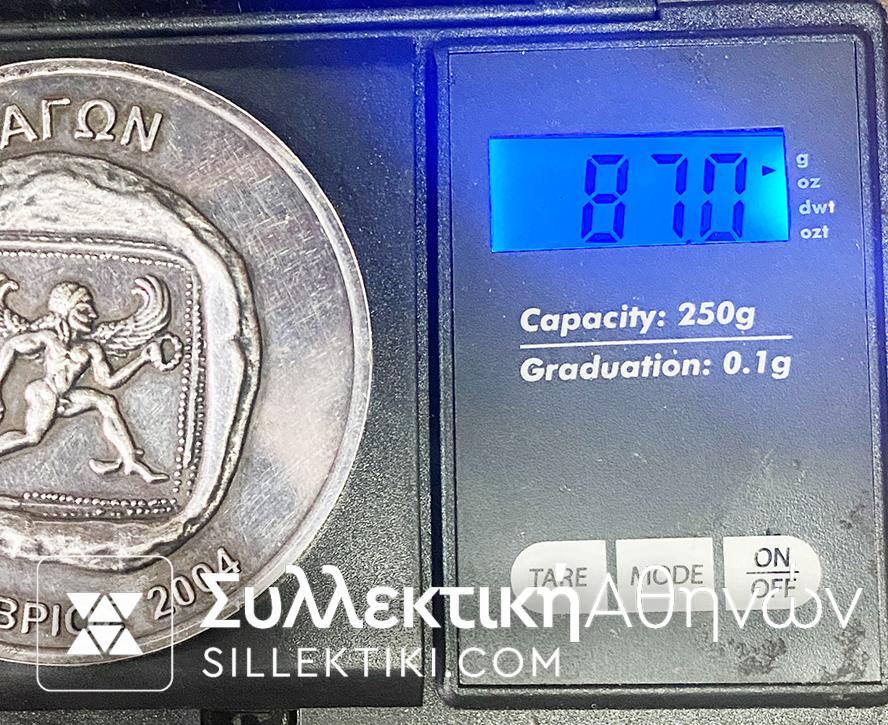 ΑΓΩΝ
ΒΡΙΟΣ 2004
87.0
g
oz
dwt
ozt
Capacity: 250g
Graduation: 0.1g
TARE
MODE
ON
OFF
ΣυλλεκτικήΑθηνών
SILLEKTIKI.COM